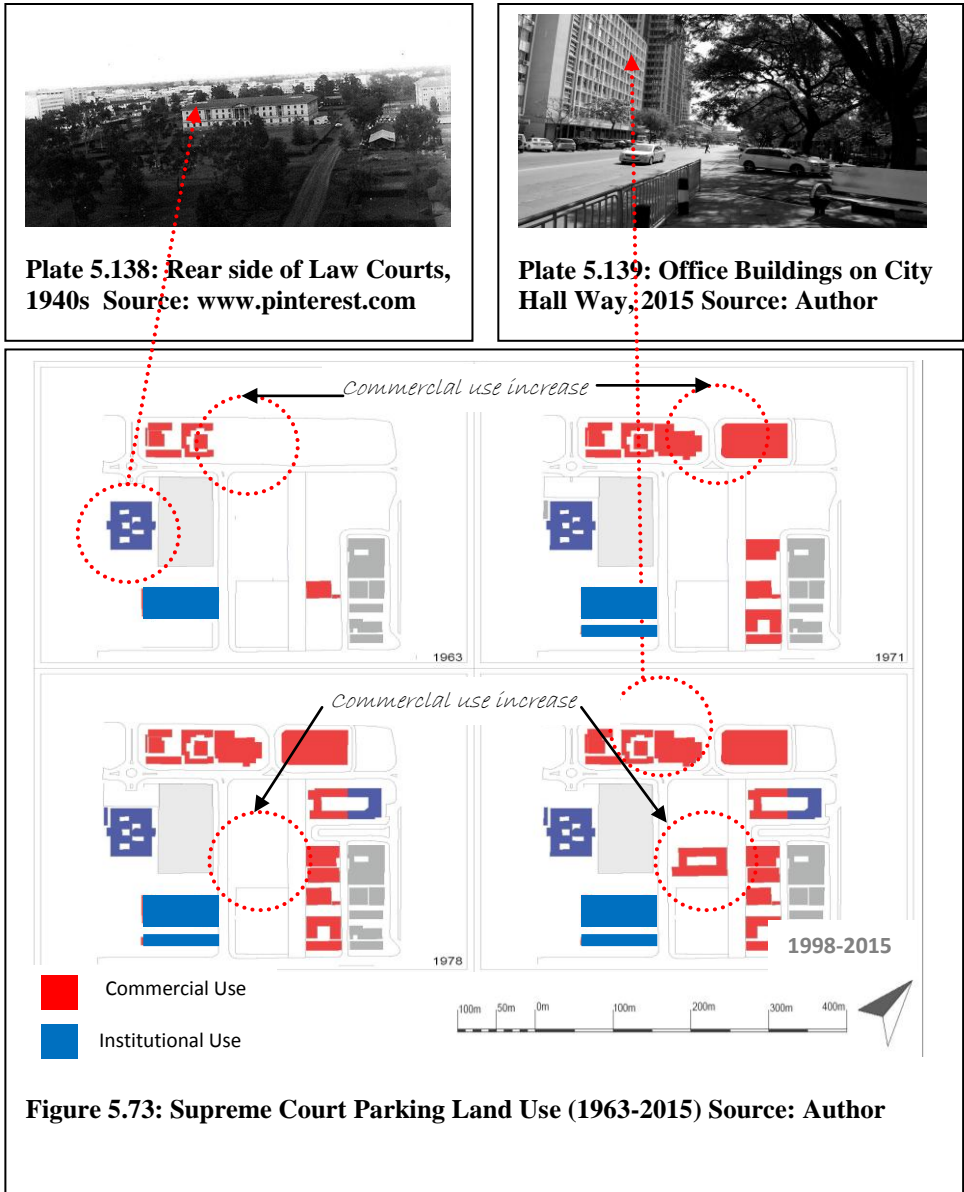 Plate 5.138: Rear side of Law Courts,
1940s Source: www.pinterest.com
Plate 5.139: Office Buildings on City
Hall Way, 2015 Source: Author
Commercial use increase
1963
1971
Commercial use increase
1978
1998-2015
Commercial Use
Institutional Use
100m 50m 0m 100m 200m 300m 400m
Figure 5.73: Supreme Court Parking Land Use (1963-2015) Source: Author